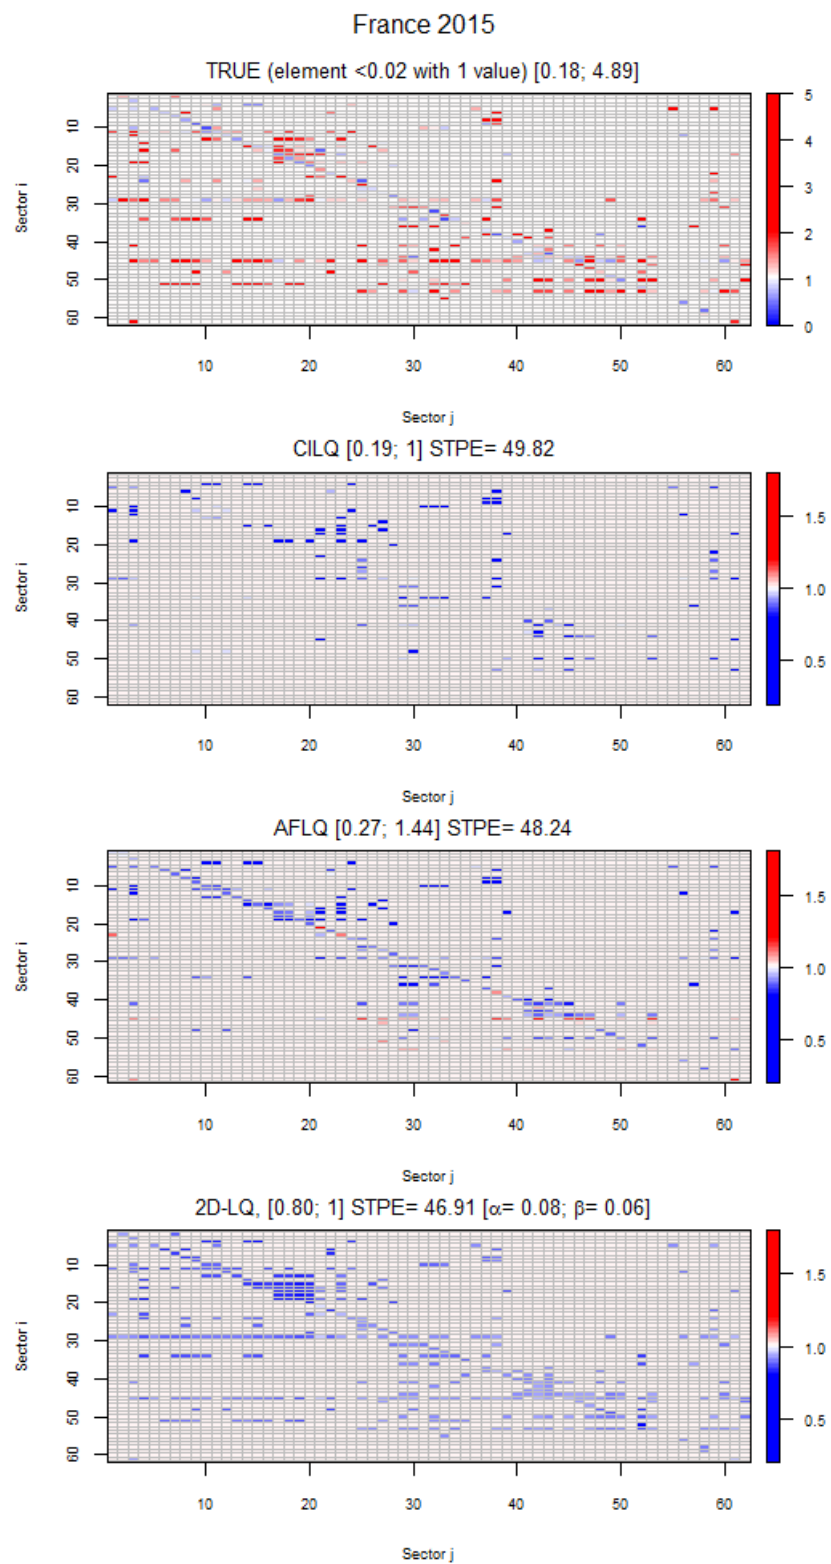 France 2015
TRUE (element <0.02 with 1 value) [0.18; 4.89]
Sector i
10
20
30
40
50
60
5
4
3
2
1
0
10 20 30 40 50 60
Sector j
CILQ [0.19; 1] STPE= 49.82
Sector i
10
20
30
40
50
60
1.5
1.0
0.5
10 20 30 40 50 60
Sector j
AFLQ [0.27; 1.44] STPE= 48.24
Sector i
10
20
30
40
50
60
1.5
1.0
0.5
10 20 30 40 50 60
Sector j
2D-LQ, [0.80; 1] STPE= 46.91 [α= 0.08; β= 0.06]
Sector i
10
20
30
40
50
60
1.5
1.0
0.5
10 20 30 40 50 60
Sector j